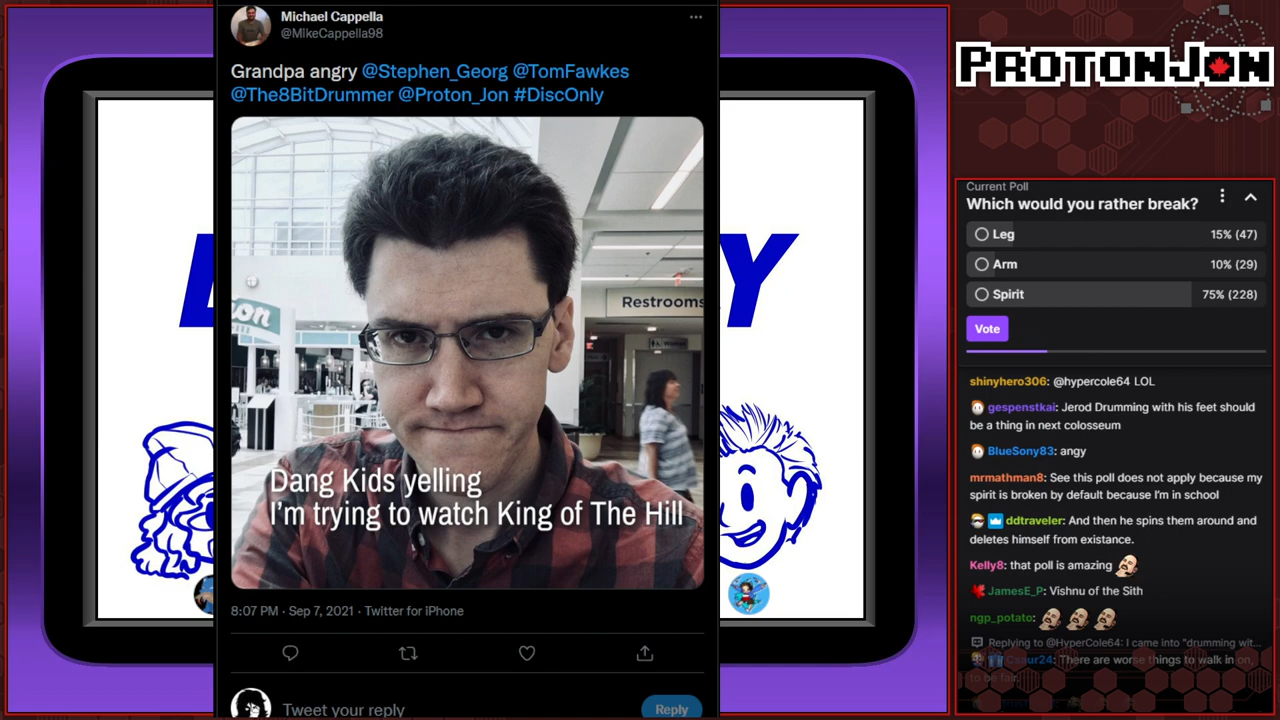 Michael Cappella
@MikeCappella98
Grandpa angry @Stephen_Georg @TomFawkes
@The8BitDrummer @Proton_Jon #DiscOnly
Restrooms
Dang Kids yelling
I'm trying to watch King of The Hill
8:07 PM · Sep 7, 2021 · Twitter for iPhone
Tweet your reply
Reply
Y
PROTONJON
Current Poll
Which would you rather break?
Leg 15% (47)
Arm 10% (29)
Spirit 75% (228)
Vote
shinyhero306: @hypercole64 LOL
gespenstkai: Jerod Drumming with his feet should
be a thing in next colosseum
BlueSony83: angy
mrmathman8: See this poll does not apply because my
spirit is broken by default because I'm in school
ddtraveler: And then he spins them around and
deletes himself from existance.
Kelly8: that poll is amazing
JamesE_P: Vishnu of the Sith
ngp_potato:
Replying to @HyperCole64: I came into "drumming wit...
There are worse things to walk in on,
to be fair.